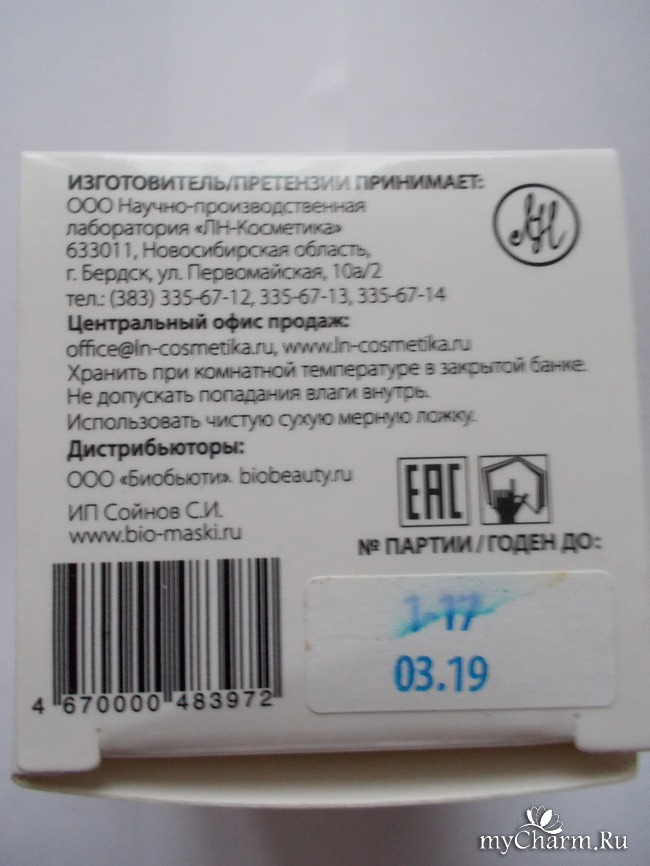 ИЗГОТОВИТЕЛЬ/ПРЕТЕНЗИИ ПРИНИМАЕТ:
ООО Научно-производственная
лаборатория «ЛН-Косметика»
633011, Новосибирская область,
г. Бердск, ул. Первомайская, 10а/2
тел.: (383) 335-67-12, 335-67-13, 335-67-14
ЛН
Центральный офис продаж:
office@ln-cosmetika.ru, www.ln-cosmetika.ru
Хранить при комнатной температуре в закрытой банке.
Не допускать попадания влаги внутрь.
Использовать чистую сухую мерную ложку.
Дистрибьюторы:
ООО «Биобьюти». biobeauty.ru
ИП Сойнов С.И.
www.bio-maski.ru
EAC
№ ПАРТИИ/ГОДЕН ДО:
1-17
03.19
4 670000 483972
myCharm.Ru